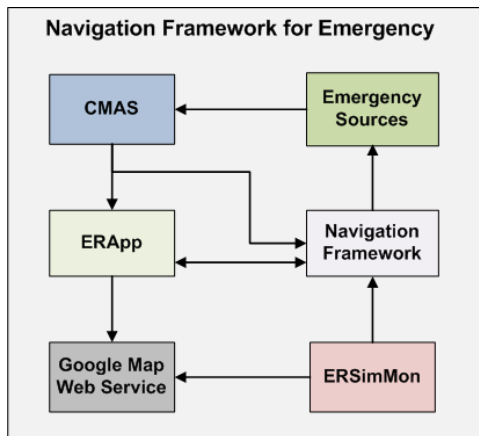 Navigation Framework for Emergency
CMAS
Emergency
Sources
ERApp
Navigation
Framework
Google Map
Web Service
ERSimMon